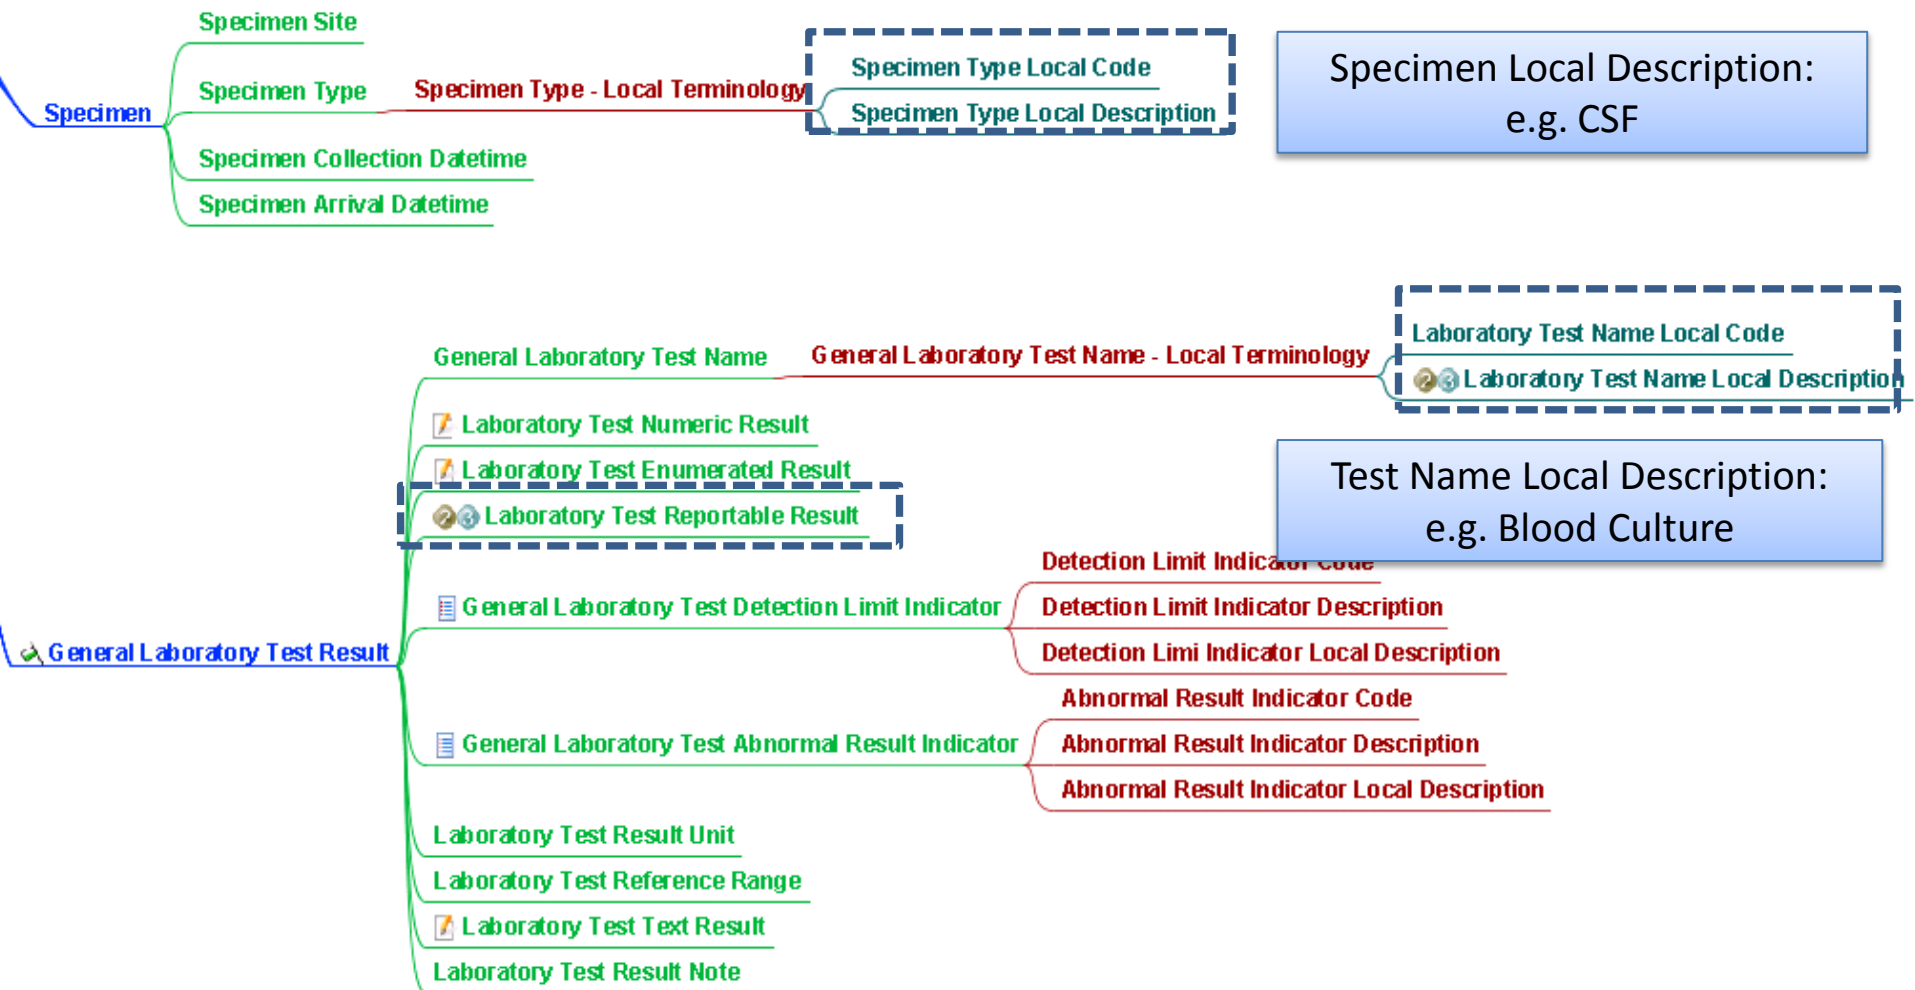 Specimen Site
Specimen Type Local Code
Specimen Local Description:
e.g. CSF
Specimen Type
Specimen Type - Local Terminology
Specimen
Specimen Type Local Description
Specimen Collection Datetime
Specimen Arrival Datetime
Laboratory Test Name Local Code
General Laboratory Test Name
General Laboratory Test Name - Local Terminology
Laboratory Test Name Local Description
Laboratory Test Numeric Result
Laboratory Test Enumerated Result
Test Name Local Description:
e.g. Blood Culture
Laboratory Test Reportable Result
Detection Limit Indicator Code
General Laboratory Test Detection Limit Indicator
Detection Limit Indicator Description
General Laboratory Test Result
Detection Limi Indicator Local Description
Abnormal Result Indicator Code
General Laboratory Test Abnormal Result Indicator
Abnormal Result Indicator Description
Abnormal Result Indicator Local Description
Laboratory Test Result Unit
Laboratory Test Reference Range
Laboratory Test Text Result
Laboratory Test Result Note